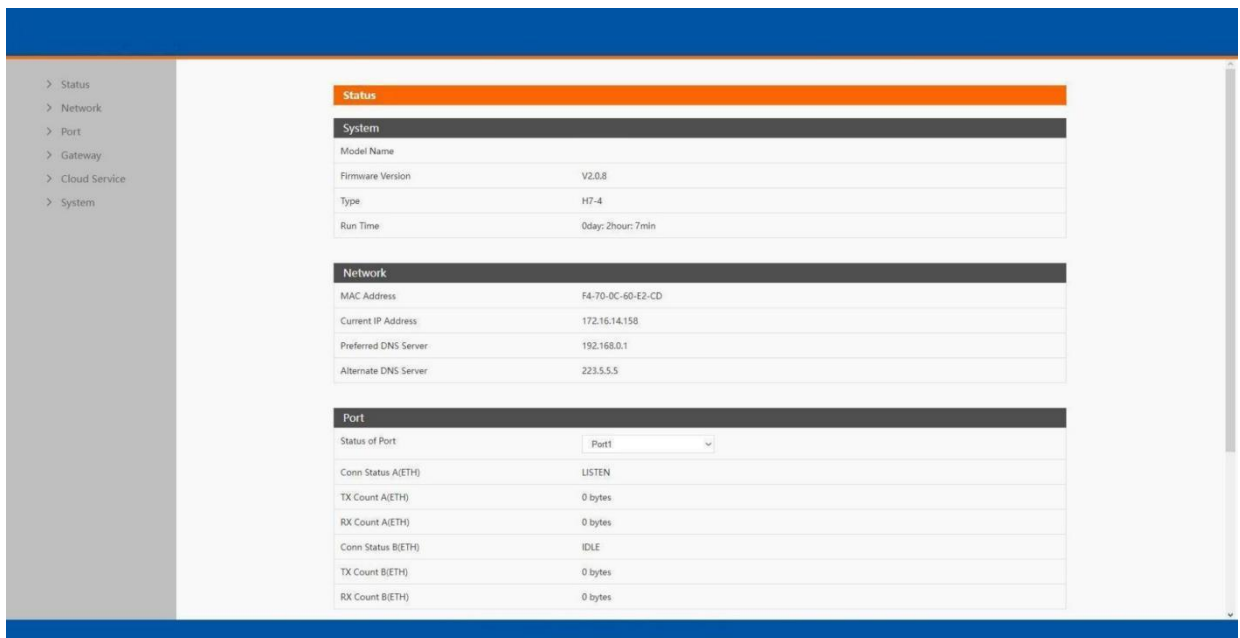 Status
Network
Port
Gateway
Cloud Service
System
Status
System
Model Name
Firmware Version V2.0.8
Type H7-4
Run Time 0day: 2hour: 7min
Network
MAC Address F4-70-0C-60-E2-CD
Current IP Address 172.16.14.158
Preferred DNS Server 192.168.0.1
Alternate DNS Server 223.5.5.5
Port
Status of Port Port1
Conn Status A(ETH) LISTEN
TX Count A(ETH) 0 bytes
RX Count A(ETH) 0 bytes
Conn Status B(ETH) IDLE
TX Count B(ETH) 0 bytes
RX Count B(ETH) 0 bytes